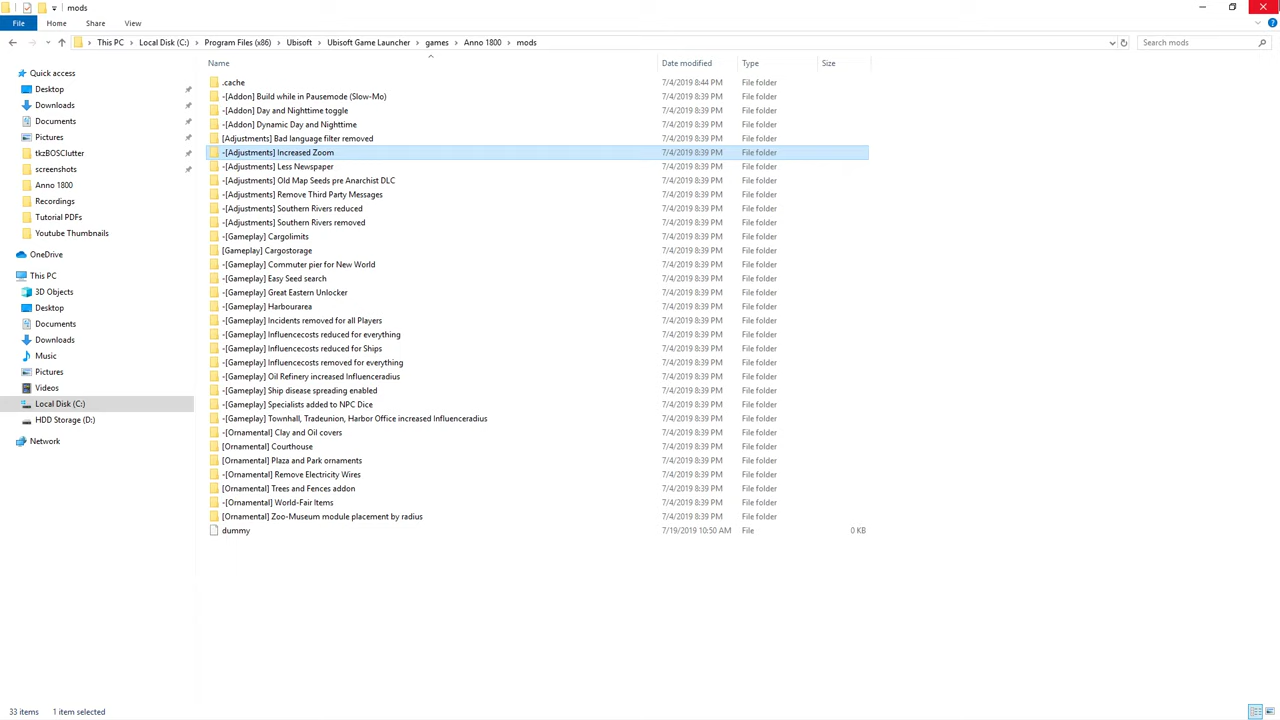 mods
File
Home
Share
View
This PC
Local Disk (C:)
Program Files (x86)
Ubisoft
Ubisoft Game Launcher
games
Anno 1800
mods
Search mods
Name
Date modified
Type
Size
Quick access
Desktop
Downloads
Documents
Pictures
tkzBOSClutter
screenshots
Anno 1800
Recordings
Tutorial PDFs
Youtube Thumbnails
OneDrive
This PC
3D Objects
Desktop
Documents
Downloads
Music
Pictures
Videos
Local Disk (C:)
HDD Storage (D:)
Network
.cache 7/4/2019 8:44 PM File folder
-[Addon] Build while in Pausemode (Slow-Mo) 7/4/2019 8:39 PM File folder
-[Addon] Day and Nighttime toggle 7/4/2019 8:39 PM File folder
-[Addon] Dynamic Day and Nighttime 7/4/2019 8:39 PM File folder
[Adjustments] Bad language filter removed 7/4/2019 8:39 PM File folder
-[Adjustments] Increased Zoom 7/4/2019 8:39 PM File folder
-[Adjustments] Less Newspaper 7/4/2019 8:39 PM File folder
-[Adjustments] Old Map Seeds pre Anarchist DLC 7/4/2019 8:39 PM File folder
-[Adjustments] Remove Third Party Messages 7/4/2019 8:39 PM File folder
-[Adjustments] Southern Rivers reduced 7/4/2019 8:39 PM File folder
-[Adjustments] Southern Rivers removed 7/4/2019 8:39 PM File folder
-[Gameplay] Cargolimits 7/4/2019 8:39 PM File folder
[Gameplay] Cargostorage 7/4/2019 8:39 PM File folder
-[Gameplay] Commuter pier for New World 7/4/2019 8:39 PM File folder
-[Gameplay] Easy Seed search 7/4/2019 8:39 PM File folder
-[Gameplay] Great Eastern Unlocker 7/4/2019 8:39 PM File folder
-[Gameplay] Harbourarea 7/4/2019 8:39 PM File folder
-[Gameplay] Incidents removed for all Players 7/4/2019 8:39 PM File folder
-[Gameplay] Influencecosts reduced for everything 7/4/2019 8:39 PM File folder
-[Gameplay] Influencecosts reduced for Ships 7/4/2019 8:39 PM File folder
-[Gameplay] Influencecosts removed for everything 7/4/2019 8:39 PM File folder
-[Gameplay] Oil Refinery increased Influenceradius 7/4/2019 8:39 PM File folder
-[Gameplay] Ship disease spreading enabled 7/4/2019 8:39 PM File folder
-[Gameplay] Specialists added to NPC Dice 7/4/2019 8:39 PM File folder
-[Gameplay] Townhall, Tradeunion, Harbor Office increased Influenceradius 7/4/2019 8:39 PM File folder
-[Ornamental] Clay and Oil covers 7/4/2019 8:39 PM File folder
[Ornamental] Courthouse 7/4/2019 8:39 PM File folder
[Ornamental] Plaza and Park ornaments 7/4/2019 8:39 PM File folder
-[Ornamental] Remove Electricity Wires 7/4/2019 8:39 PM File folder
[Ornamental] Trees and Fences addon 7/4/2019 8:39 PM File folder
-[Ornamental] World-Fair Items 7/4/2019 8:39 PM File folder
[Ornamental] Zoo-Museum module placement by radius 7/4/2019 8:39 PM File folder
dummy 7/19/2019 10:50 AM File 0 KB
33 items
1 item selected